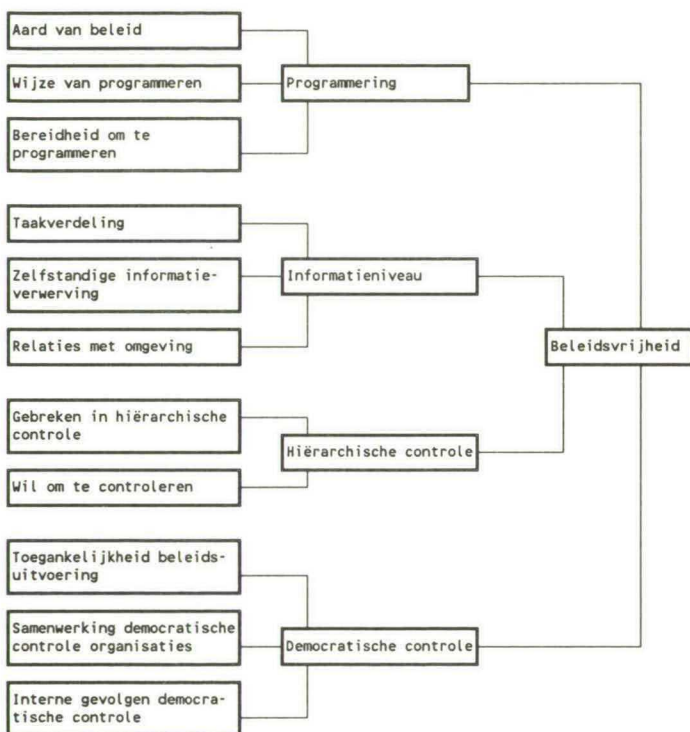 Aard van beleid
Wijze van programmeren
Programmering
Bereidheid om te
programmeren
Taakverdeling
Zelfstandige informatie-
verwerving
Informatieniveau
Relaties met omgeving
Beleidsvrijheid
Gebreken in hiërarchische
controle
Hiërarchische controle
Wil om te controleren
Toegankelijkheid beleids-
uitvoering
Samenwerking democratische
controle organisaties
Democratische controle
Interne gevolgen democra-
tische controle